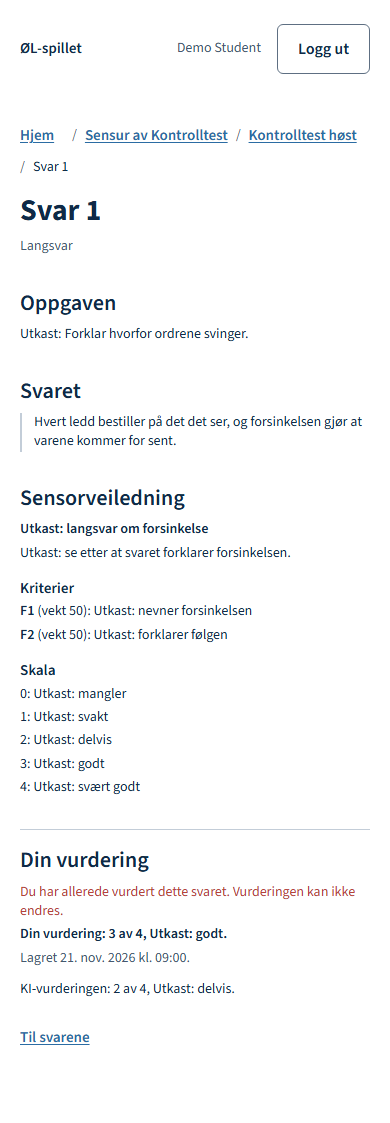 ØL-spillet
Demo Student
Logg ut
Hjem / Sensur av Kontrolltest / Kontrolltest høst
/ Svar 1
Svar 1
Langsvar
Oppgaven
Utkast: Forklar hvorfor ordrene svinger.
Svaret
Hvert ledd bestiller på det det ser, og forsinkelsen gjør at
varene kommer for sent.
Sensorveiledning
Utkast: langsvar om forsinkelse
Utkast: se etter at svaret forklarer forsinkelsen.
Kriterier
F1 (vekt 50): Utkast: nevner forsinkelsen
F2 (vekt 50): Utkast: forklarer følgen
Skala
0: Utkast: mangler
1: Utkast: svakt
2: Utkast: delvis
3: Utkast: godt
4: Utkast: svært godt
Din vurdering
Du har allerede vurdert dette svaret. Vurderingen kan ikke
endres.
Din vurdering: 3 av 4, Utkast: godt.
Lagret 21. nov. 2026 kl. 09:00.
KI-vurderingen: 2 av 4, Utkast: delvis.
Til svarene